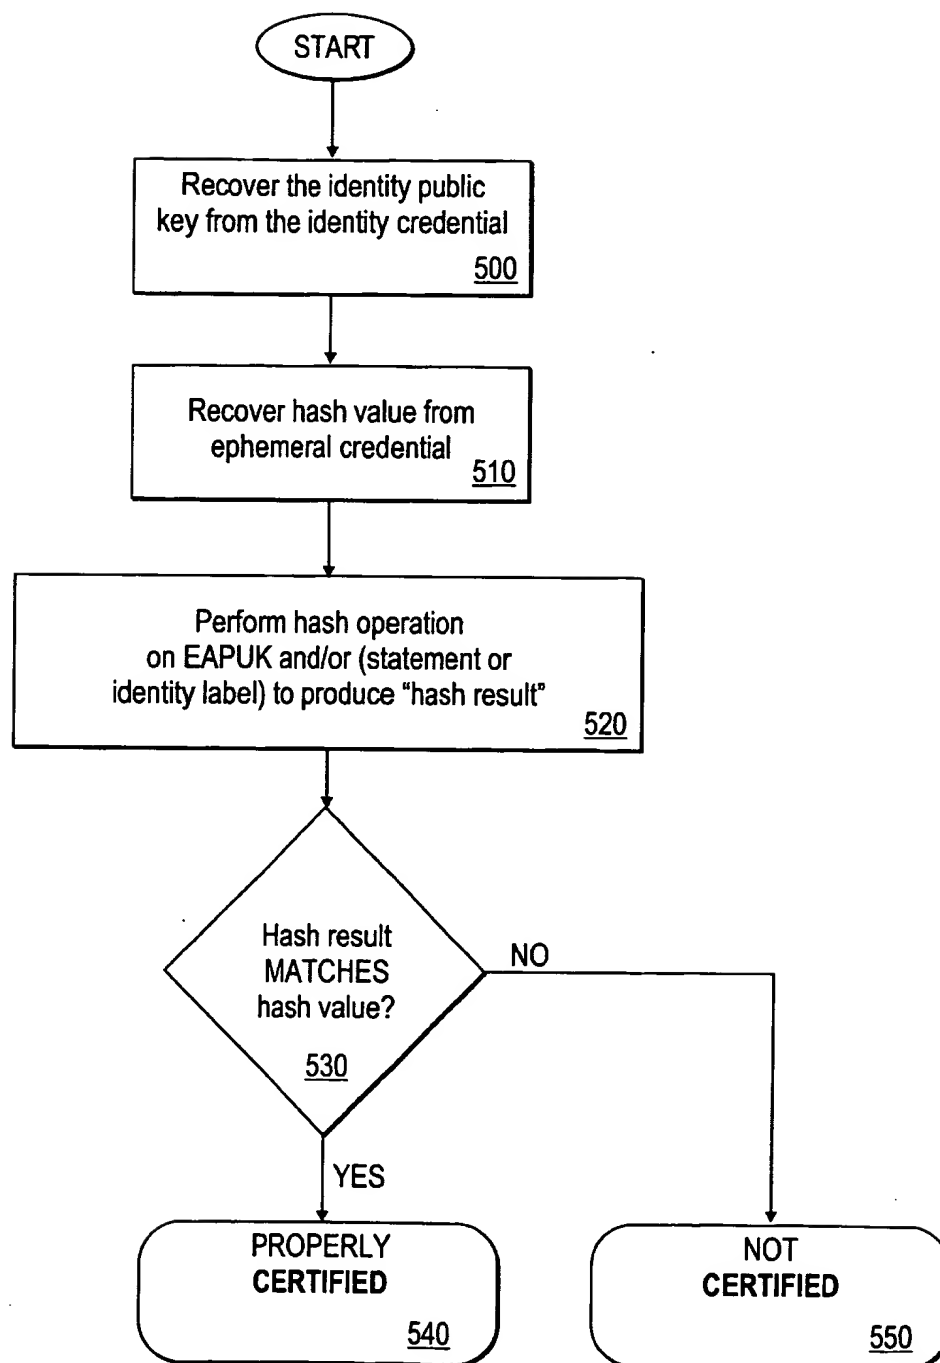 START
Recover the identity public
key from the identity credential
500
Recover hash value from
ephemeral credential
510
Perform hash operation
on EAPUK and/or (statement or
identity label) to produce "hash result"
520
Hash result
MATCHES
hash value?
530
NO
YES
PROPERLY
CERTIFIED
540
NOT
CERTIFIED
550